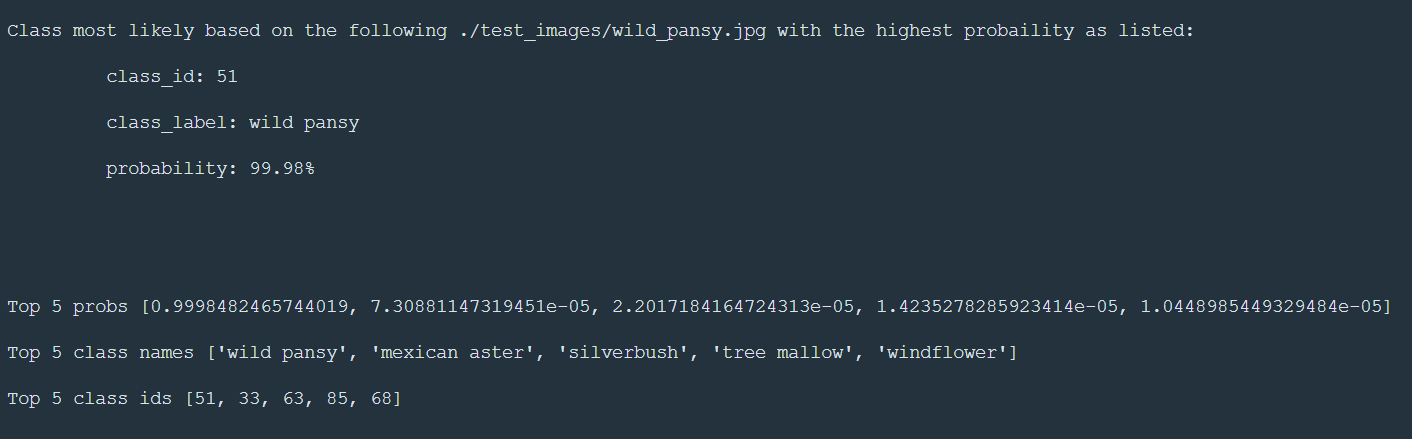 Class most likely based on the following ./test_images/wild_pansy.jpg with the highest probaility as listed:
class_id: 51
class_label: wild pansy
probability: 99.98%
Top 5 probs [0.9998482465744019, 7.30881147319451e-05, 2.2017184164724313e-05, 1.4235278285923414e-05, 1.0448985449329484e-05]
Top 5 class names ['wild pansy', 'mexican aster', 'silverbush', 'tree mallow', 'windflower']
Top 5 class ids [51, 33, 63, 85, 68]